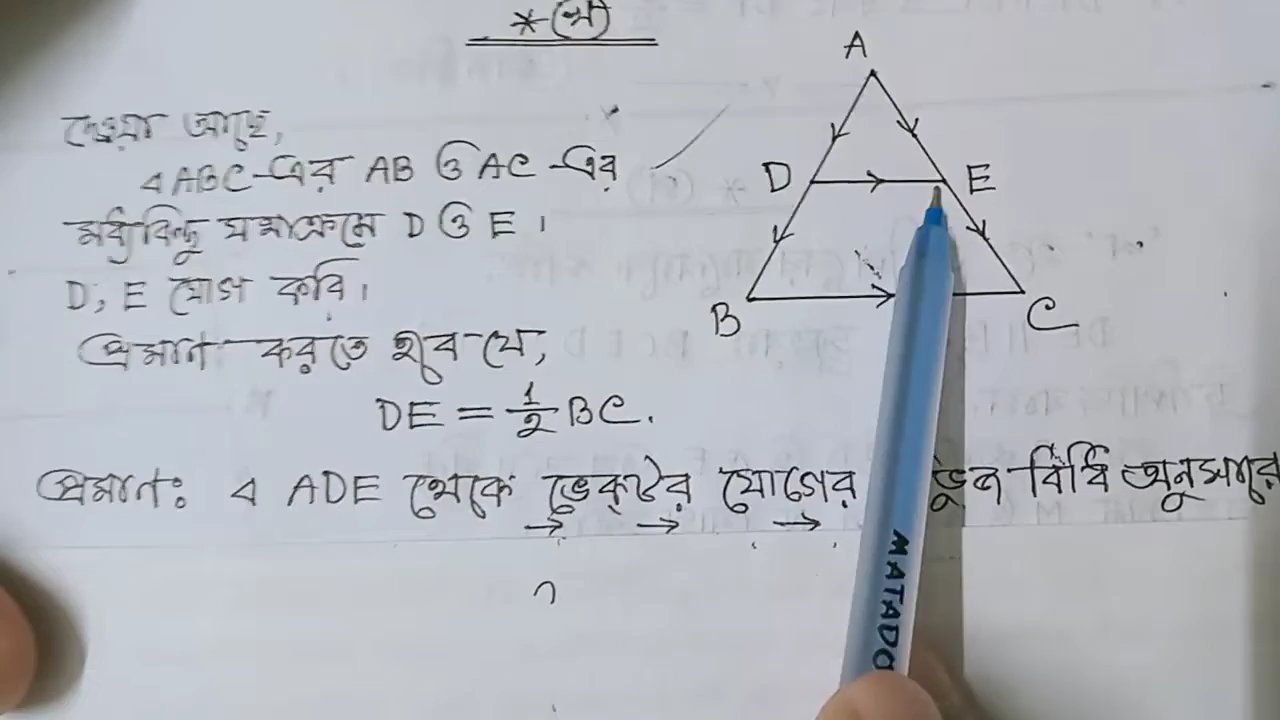 *(খ)
A
দেওয়া আছে,
△ABC-এর AB ও AC-এর
D E
মধ্যবিন্দু যথাক্রমে D ও E।
D, E যোগ করি।
B C
প্রমাণ করতে হবে যে,
DE = 1/2 BC.
প্রমাণ: △ ADE থেকে ভেক্টর যোগের ভুজ বিধি অনুসারে
MATADO